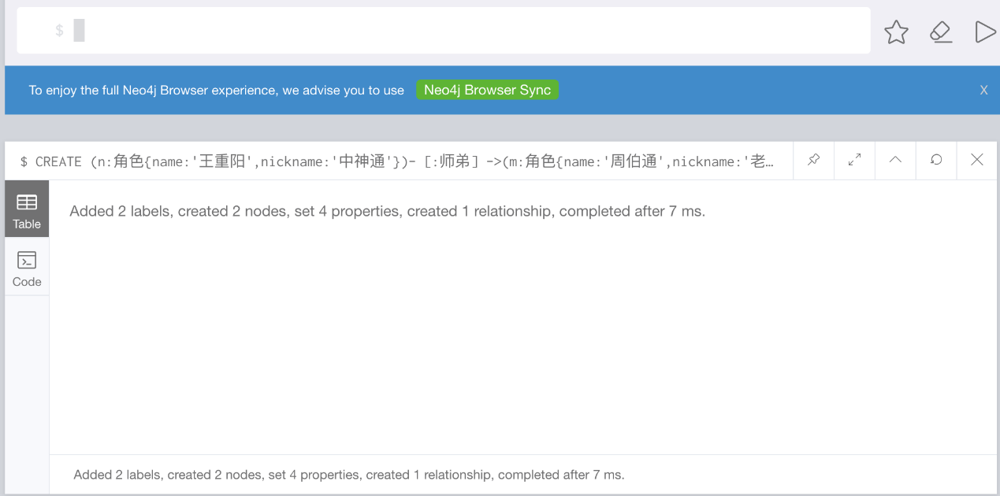 $
To enjoy the full Neo4j Browser experience, we advise you to use Neo4j Browser Sync X
$ CREATE (n:角色{name:'王重阳',nickname:'中神通'})- [:师弟] ->(m:角色{name:'周伯通',nickname:'老…
Table
Added 2 labels, created 2 nodes, set 4 properties, created 1 relationship, completed after 7 ms.
Code
Added 2 labels, created 2 nodes, set 4 properties, created 1 relationship, completed after 7 ms.